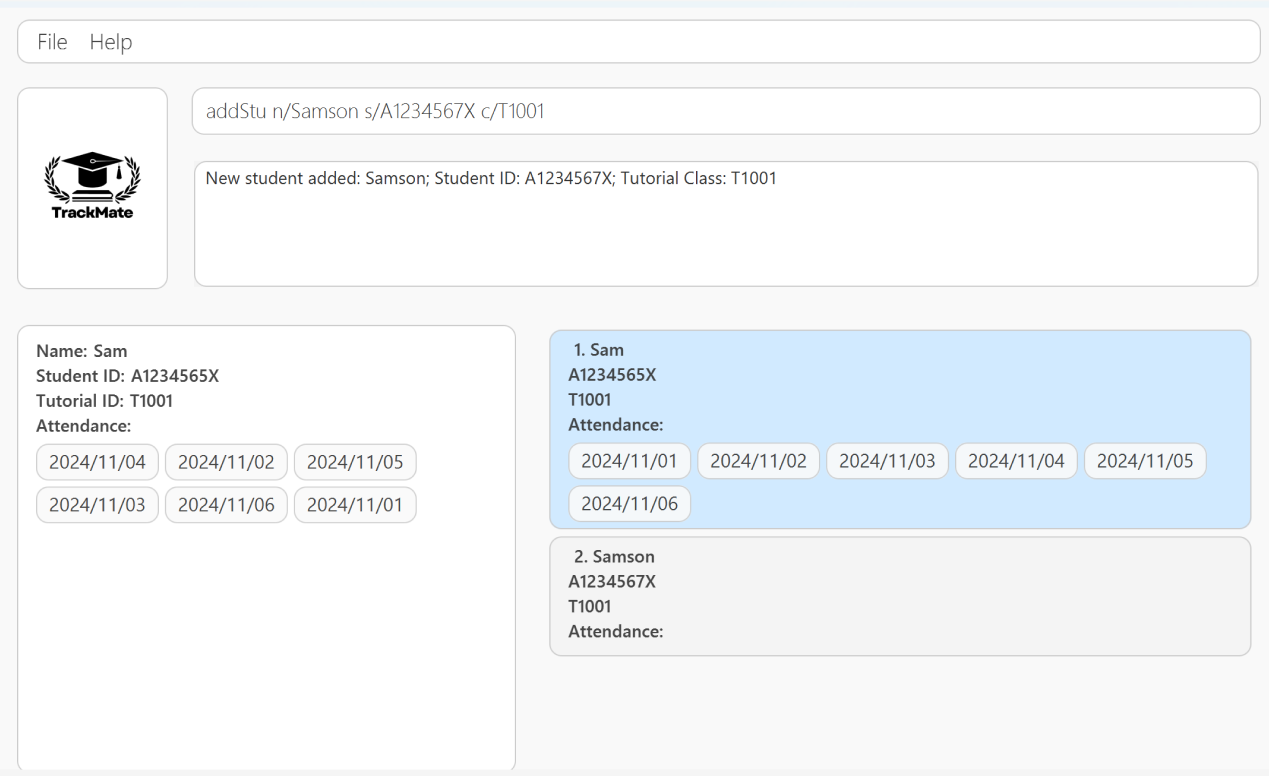 File Help
addStu n/Samson s/A1234567X c/T1001
TrackMate
New student added: Samson; Student ID: A1234567X; Tutorial Class: T1001
Name: Sam
Student ID: A1234565X
Tutorial ID: T1001
Attendance:
2024/11/04 2024/11/02 2024/11/05
2024/11/03 2024/11/06 2024/11/01
1. Sam
A1234565X
T1001
Attendance:
2024/11/01 2024/11/02 2024/11/03 2024/11/04 2024/11/05
2024/11/06
2. Samson
A1234567X
T1001
Attendance: